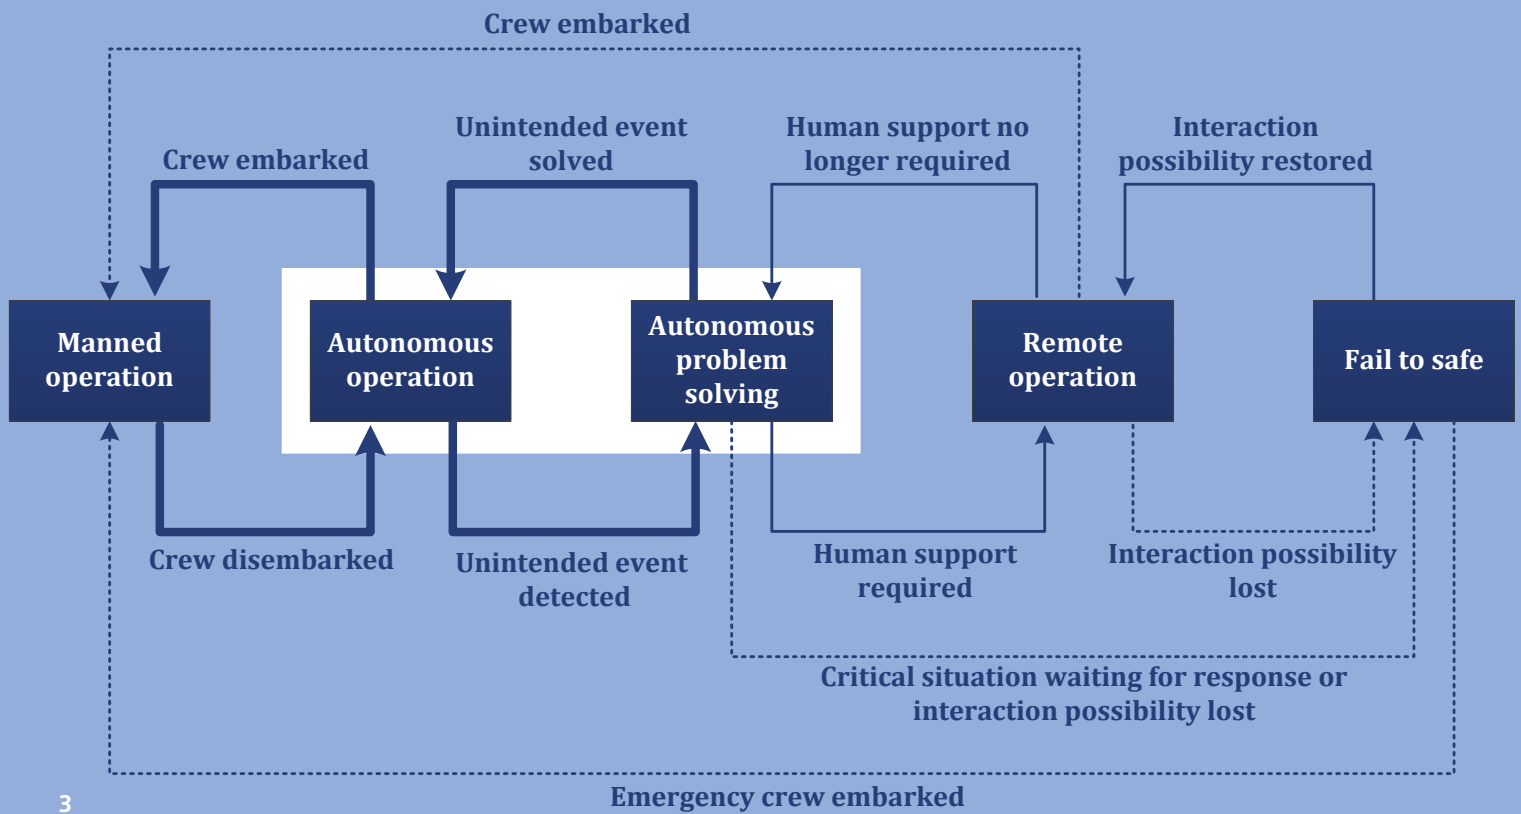 Crew embarked
Unintended event
solved
Human support no
longer required
Interaction
possibility restored
Crew embarked
Manned
operation
Autonomous
operation
Autonomous
problem
solving
Remote
operation
Fail to safe
Crew disembarked
Unintended event
detected
Human support
required
Interaction possibility
lost
Critical situation waiting for response or
interaction possibility lost
Emergency crew embarked
3